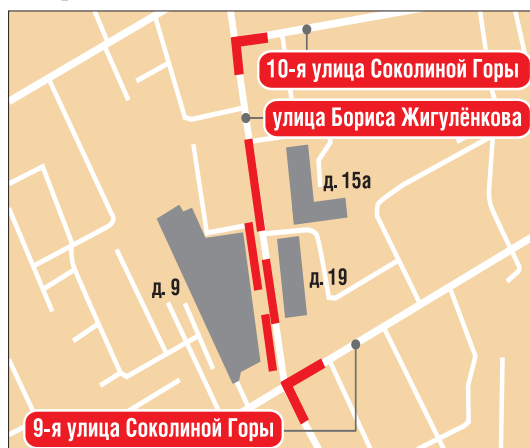 10-я улица Соколиной Горы
улица Бориса Жигулёнкова
д. 15а
д. 9
д. 19
9-я улица Соколиной Горы